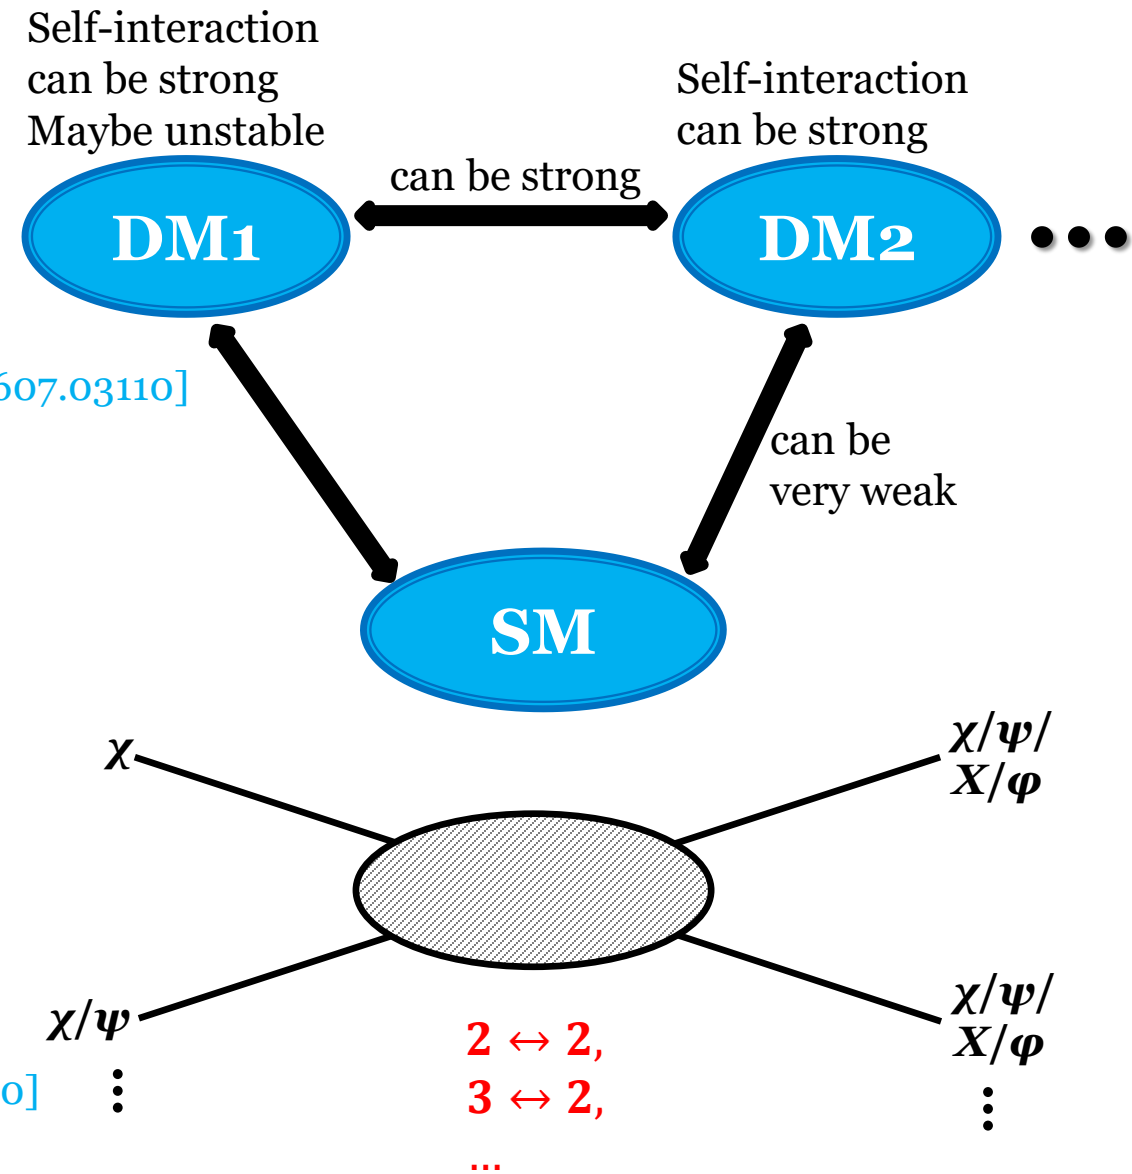 Self-interaction
can be strong
Maybe unstable
Self-interaction
can be strong
can be strong
DM1
DM2
•••
607.03110]
can be
very weak
SM
χ
χ/ψ/
X/φ
χ/ψ
χ/ψ/
X/φ
2 ↔ 2,
0]
⋮
3 ↔ 2,
⋮
...